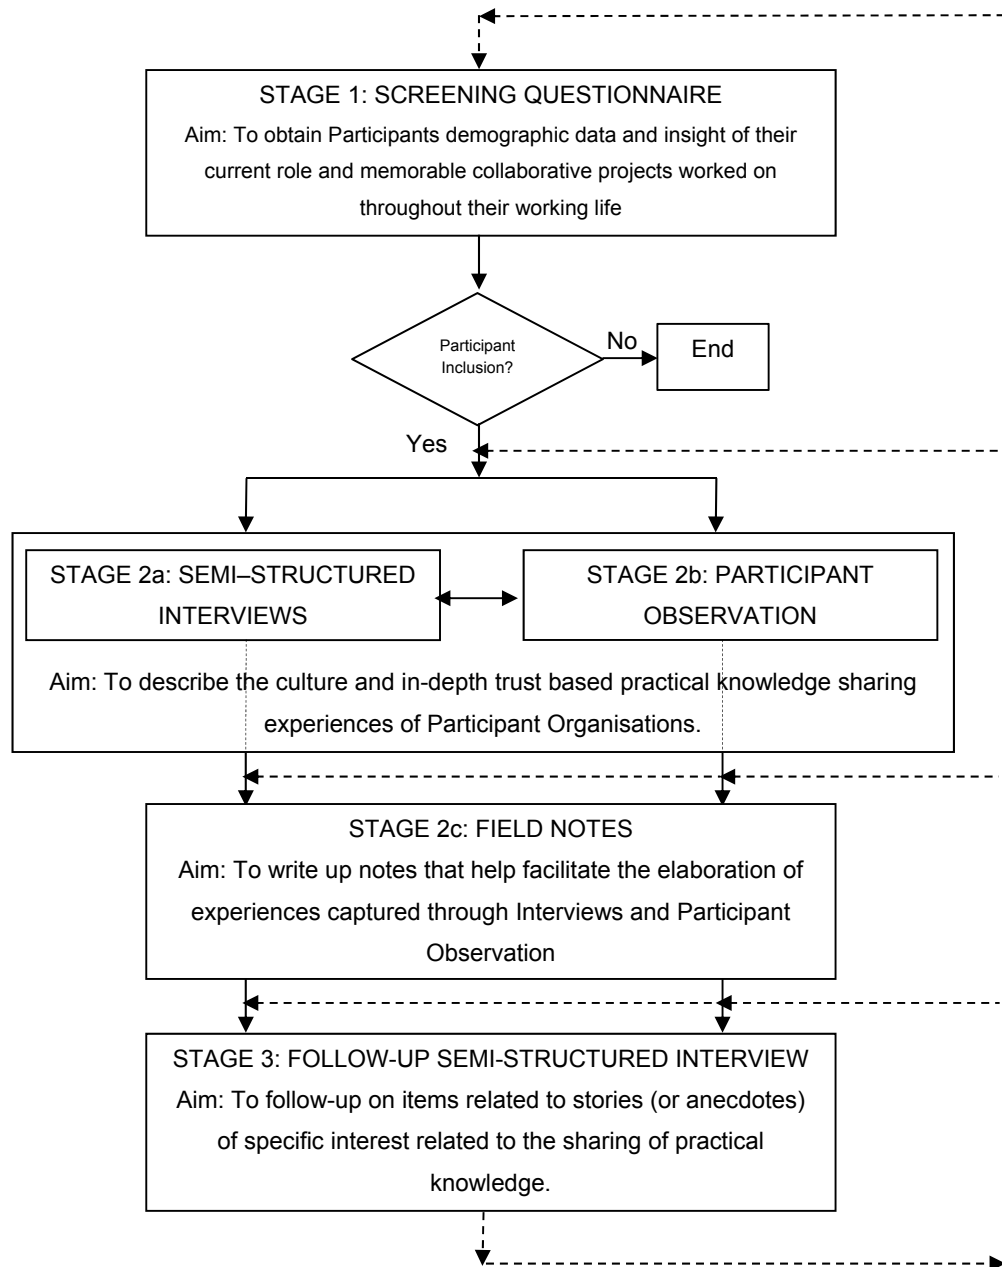 STAGE 1: SCREENING QUESTIONNAIRE
Aim: To obtain Participants demographic data and insight of their
current role and memorable collaborative projects worked on
throughout their working life
Participant
Inclusion?
No
End
Yes
STAGE 2a: SEMI–STRUCTURED
INTERVIEWS
STAGE 2b: PARTICIPANT
OBSERVATION
Aim: To describe the culture and in-depth trust based practical knowledge sharing
experiences of Participant Organisations.
STAGE 2c: FIELD NOTES
Aim: To write up notes that help facilitate the elaboration of
experiences captured through Interviews and Participant
Observation
STAGE 3: FOLLOW-UP SEMI-STRUCTURED INTERVIEW
Aim: To follow-up on items related to stories (or anecdotes)
of specific interest related to the sharing of practical
knowledge.